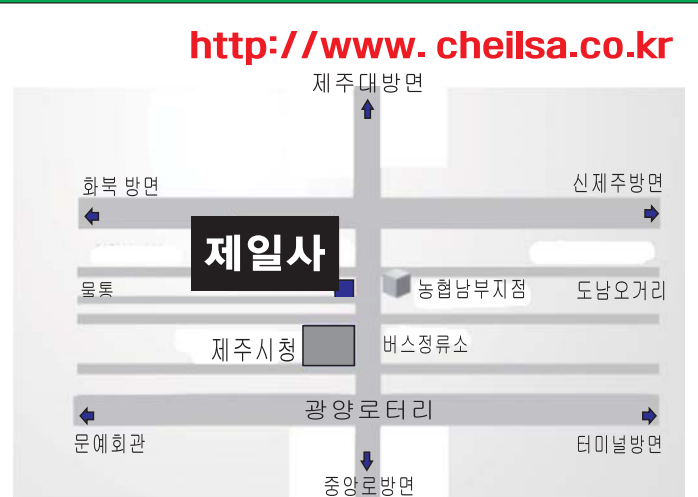 http://www. cheilsa.co.kr
제주대방면
화북 방면
신제주방면
제일사
물통
농협남부지점
도남오거리
제주시청
버스정류소
광양로터리
문예회관
터미널방면
중앙로방면